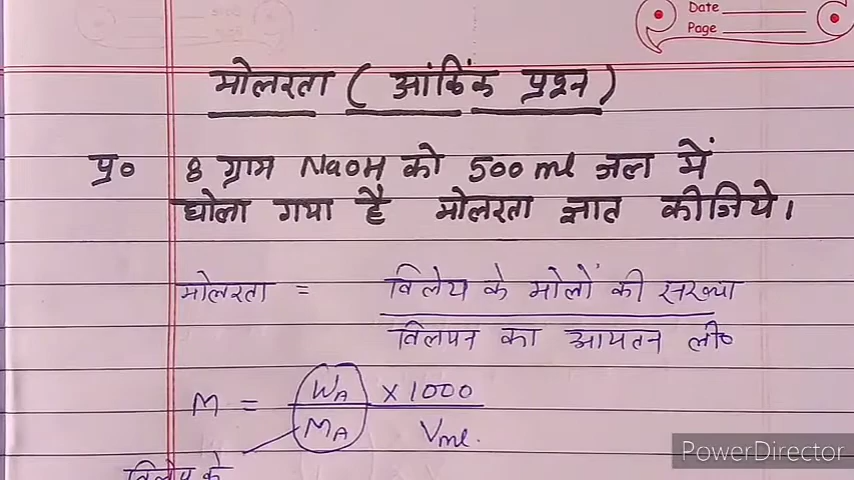 Date
Page
मोलरता ( आंकिंक प्रश्न )
प्र० 8 ग्राम NaOH को 500 ml जल में
घोला गया है मोलरता ज्ञात कीजिये।
मोलरता = विलेय के मोलों की संख्या
विलयन का आयतन ली०
M = WA × 1000
MA Vml.
विलेय के
PowerDirector